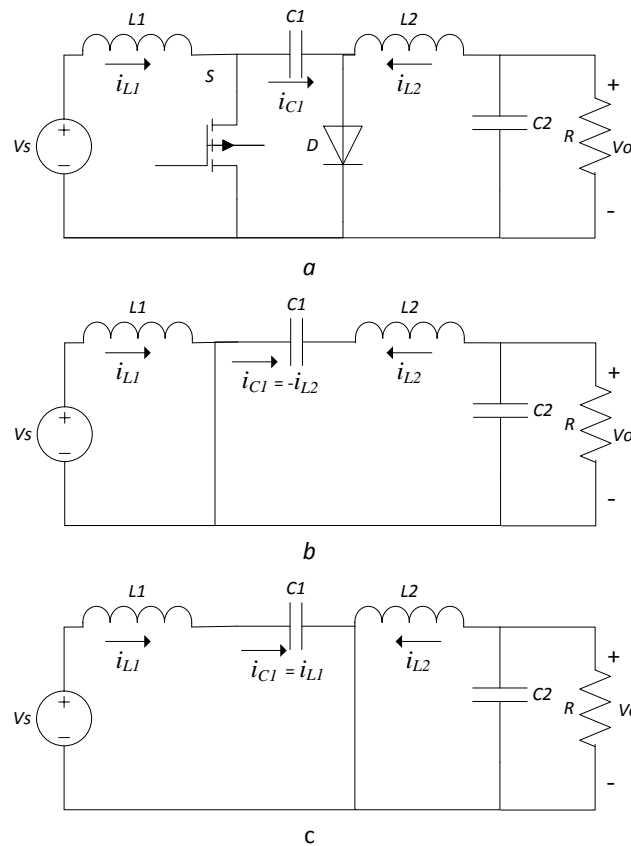 L1 C1 L2
iL1 S iC1 iL2
+
Vs + − D C2 R Vo
-
a
L1 C1 L2
iL1 iC1 = -iL2 iL2
+
Vs + − C2 R Vo
-
b
L1 C1 L2
iL1 iC1 = iL1 iL2
+
Vs + − C2 R
-
c